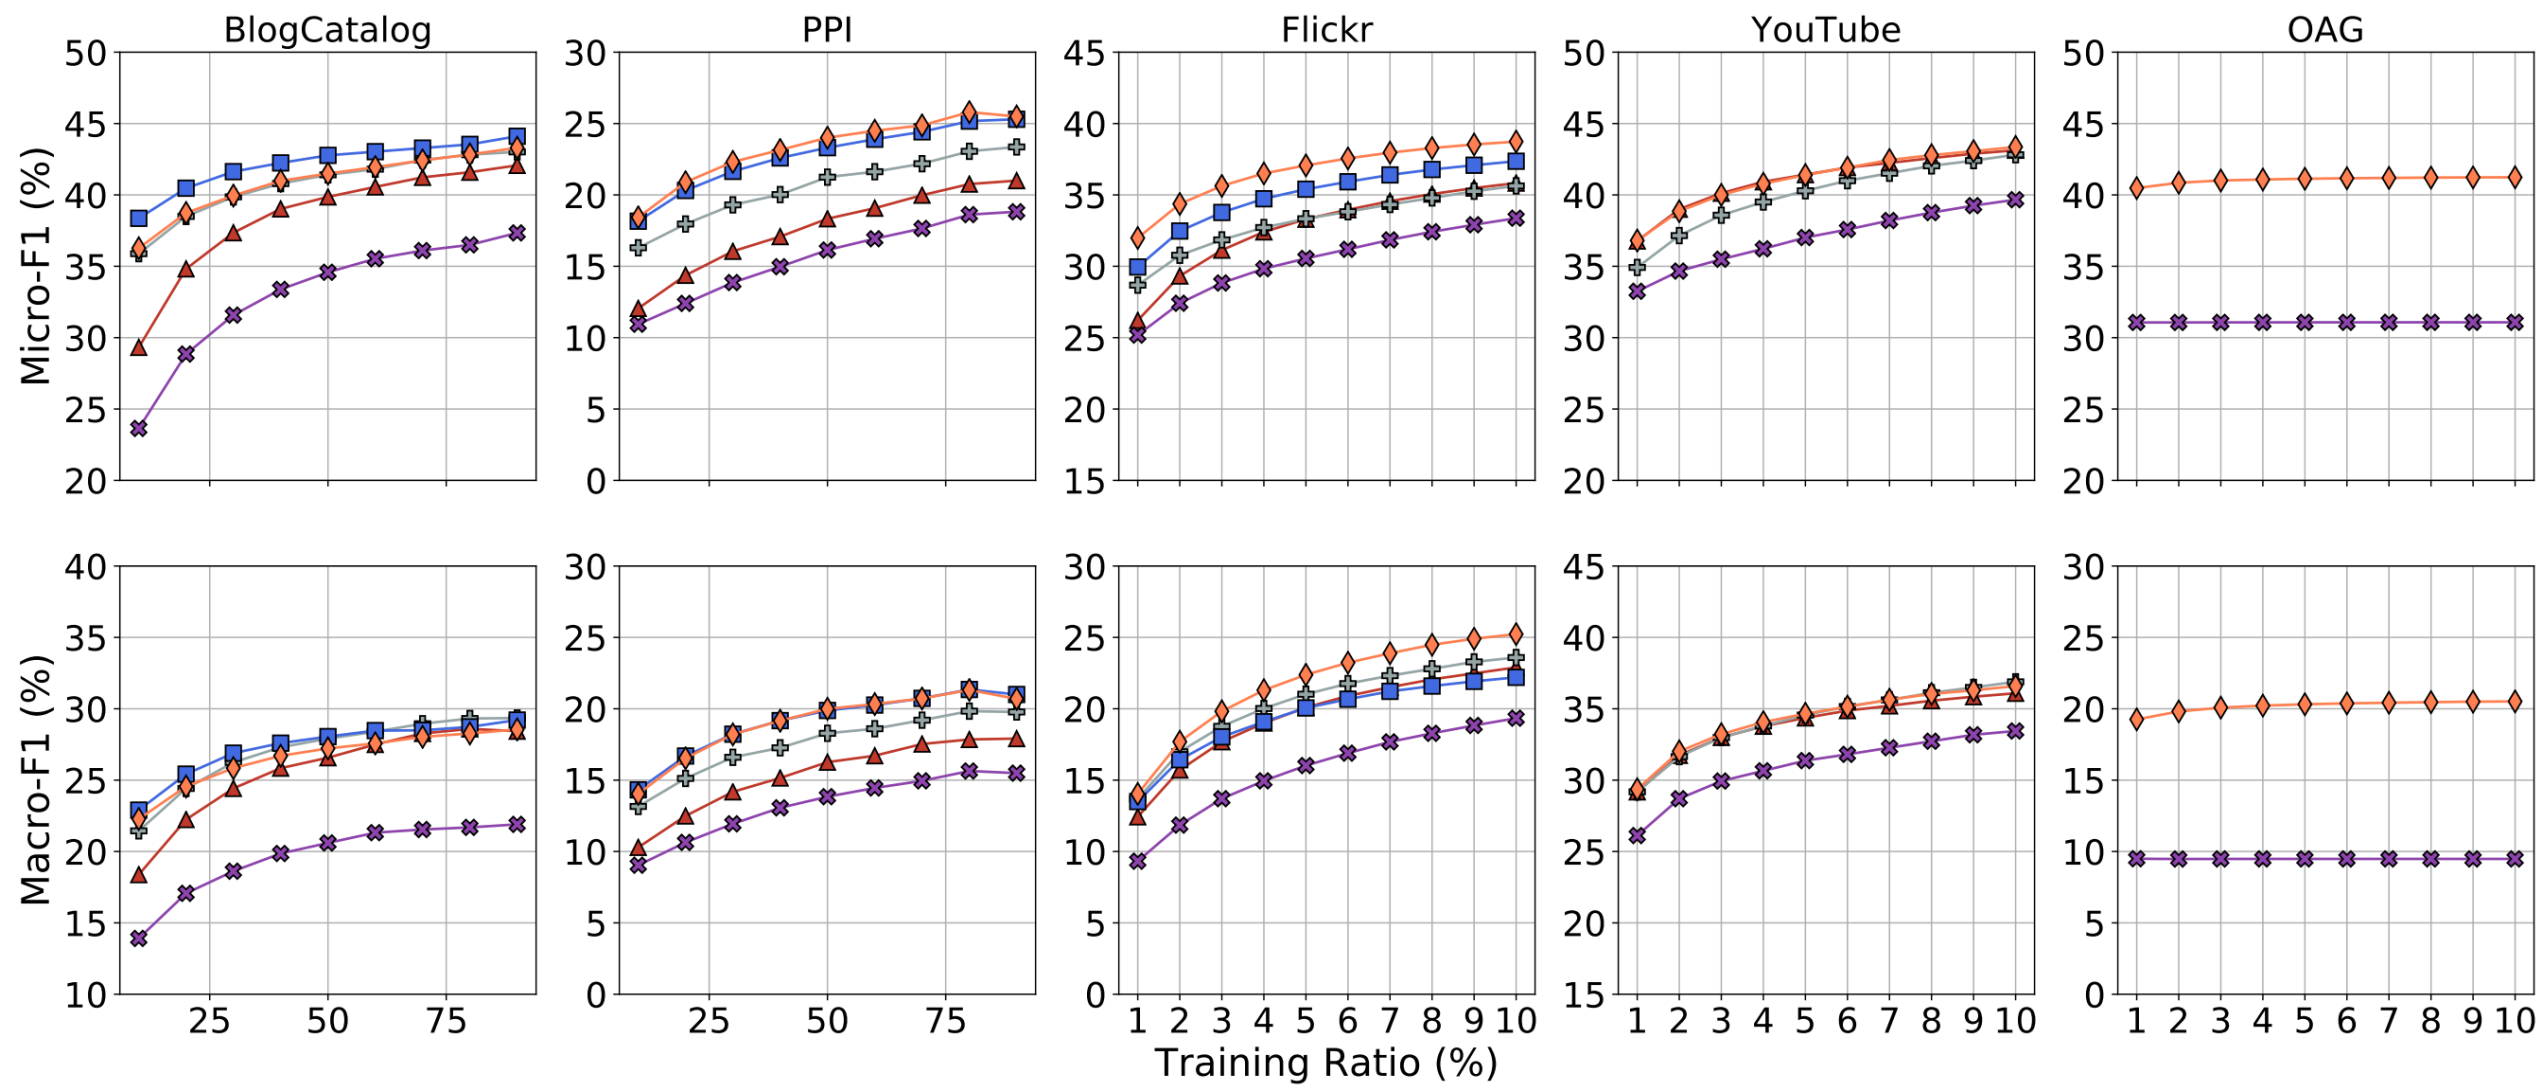 BlogCatalog PPI Flickr YouTube OAG
Micro-F1 (%)
50 45 40 35 30 25 20
30 25 20 15 10 5 0
45 40 35 30 25 20 15
50 45 40 35 30 25 20
50 45 40 35 30 25 20
Macro-F1 (%)
40 35 30 25 20 15 10
30 25 20 15 10 5 0
30 25 20 15 10 5 0
45 40 35 30 25 20 15
30 25 20 15 10 5 0
25 50 75 25 50 75 1 2 3 4 5 6 7 8 9 10 1 2 3 4 5 6 7 8 9 10 1 2 3 4 5 6 7 8 9 10
Training Ratio (%)